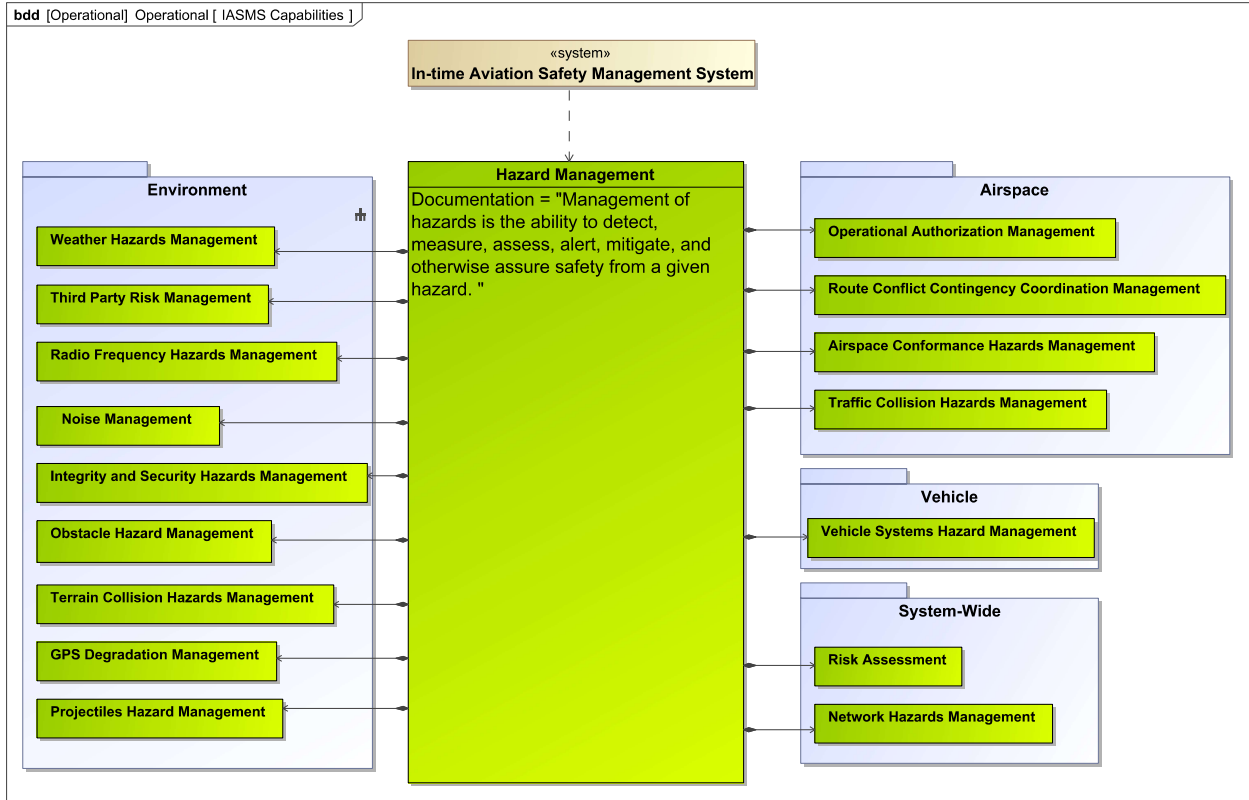 bdd [Operational] Operational [ IASMS Capabilities ]
«system»
In-time Aviation Safety Management System
Environment
Weather Hazards Management
Third Party Risk Management
Radio Frequency Hazards Management
Noise Management
Integrity and Security Hazards Management
Obstacle Hazard Management
Terrain Collision Hazards Management
GPS Degradation Management
Projectiles Hazard Management
Hazard Management
Documentation = "Management of
hazards is the ability to detect,
measure, assess, alert, mitigate, and
otherwise assure safety from a given
hazard. "
Airspace
Operational Authorization Management
Route Conflict Contingency Coordination Management
Airspace Conformance Hazards Management
Traffic Collision Hazards Management
Vehicle
Vehicle Systems Hazard Management
System-Wide
Risk Assessment
Network Hazards Management